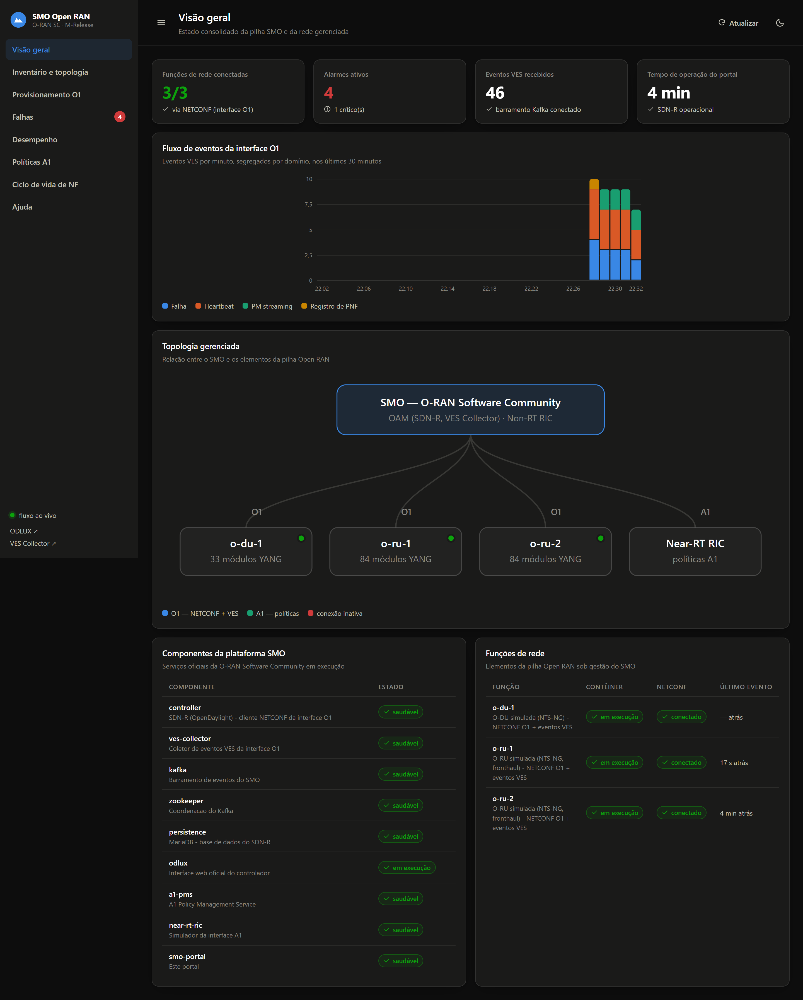 SMO Open RAN
O-RAN SC · M-Release
Visão geral
Inventário e topologia
Provisionamento O1
Falhas
4
Desempenho
Políticas A1
Ciclo de vida de NF
Ajuda
fluxo ao vivo
ODLUX ↗
VES Collector ↗
Visão geral
Estado consolidado da pilha SMO e da rede gerenciada
Atualizar
Funções de rede conectadas
3/3
via NETCONF (interface O1)
Alarmes ativos
4
1 crítico(s)
Eventos VES recebidos
46
barramento Kafka conectado
Tempo de operação do portal
4 min
SDN-R operacional
Fluxo de eventos da interface O1
Eventos VES por minuto, segregados por domínio, nos últimos 30 minutos
10
7,5
5
2,5
0
22:02 22:06 22:10 22:14 22:18 22:22 22:26 22:30 22:32
Falha Heartbeat PM streaming Registro de PNF
Topologia gerenciada
Relação entre o SMO e os elementos da pilha Open RAN
SMO — O-RAN Software Community
OAM (SDN-R, VES Collector) · Non-RT RIC
O1 O1 O1 A1
o-du-1
33 módulos YANG
o-ru-1
84 módulos YANG
o-ru-2
84 módulos YANG
Near-RT RIC
políticas A1
O1 — NETCONF + VES A1 — políticas conexão inativa
Componentes da plataforma SMO
Serviços oficiais da O-RAN Software Community em execução
COMPONENTE ESTADO
controller
SDN-R (OpenDaylight) - cliente NETCONF da interface O1
saudável
ves-collector
Coletor de eventos VES da interface O1
saudável
kafka
Barramento de eventos do SMO
saudável
zookeeper
Coordenacao do Kafka
saudável
persistence
MariaDB - base de dados do SDN-R
saudável
odlux
Interface web oficial do controlador
em execução
a1-pms
A1 Policy Management Service
saudável
near-rt-ric
Simulador da interface A1
saudável
smo-portal
Este portal
saudável
Funções de rede
Elementos da pilha Open RAN sob gestão do SMO
FUNÇÃO CONTÊINER NETCONF ÚLTIMO EVENTO
o-du-1
O-DU simulada (NTS-NG) -
NETCONF O1 + eventos VES
em execução
conectado
— atrás
o-ru-1
O-RU simulada (NTS-NG,
fronthaul) - NETCONF O1 +
eventos VES
em execução
conectado
17 s atrás
o-ru-2
O-RU simulada (NTS-NG,
fronthaul) - NETCONF O1 +
eventos VES
em execução
conectado
4 min atrás